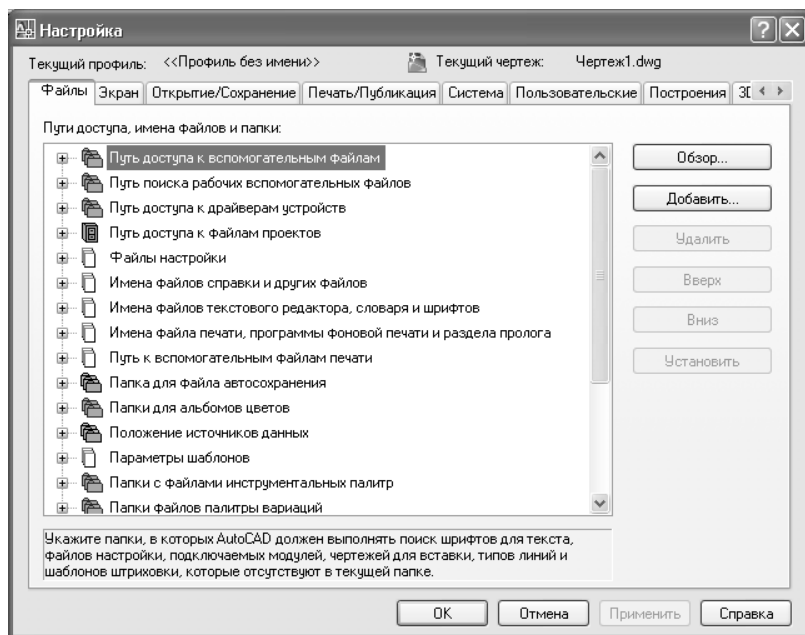 Настройка
Текущий профиль: <<Профиль без имени>> Текущий чертеж: Чертеж1.dwg
Файлы Экран Открытие/Сохранение Печать/Публикация Система Пользовательские Построения 3D
Пути доступа, имена файлов и папки:
Путь доступа к вспомогательным файлам
Путь поиска рабочих вспомогательных файлов
Путь доступа к драйверам устройств
Путь доступа к файлам проектов
Файлы настройки
Имена файлов справки и других файлов
Имена файлов текстового редактора, словаря и шрифтов
Имена файла печати, программы фоновой печати и раздела пролога
Путь к вспомогательным файлам печати
Папка для файла автосохранения
Папки для альбомов цветов
Положение источников данных
Параметры шаблонов
Папки с файлами инструментальных палитр
Папки файлов палитры вариаций
Обзор...
Добавить...
Удалить
Вверх
Вниз
Установить
Укажите папки, в которых AutoCAD должен выполнять поиск шрифтов для текста,
файлов настройки, подключаемых модулей, чертежей для вставки, типов линий и
шаблонов штриховки, которые отсутствуют в текущей папке.
OK Отмена Применить Справка